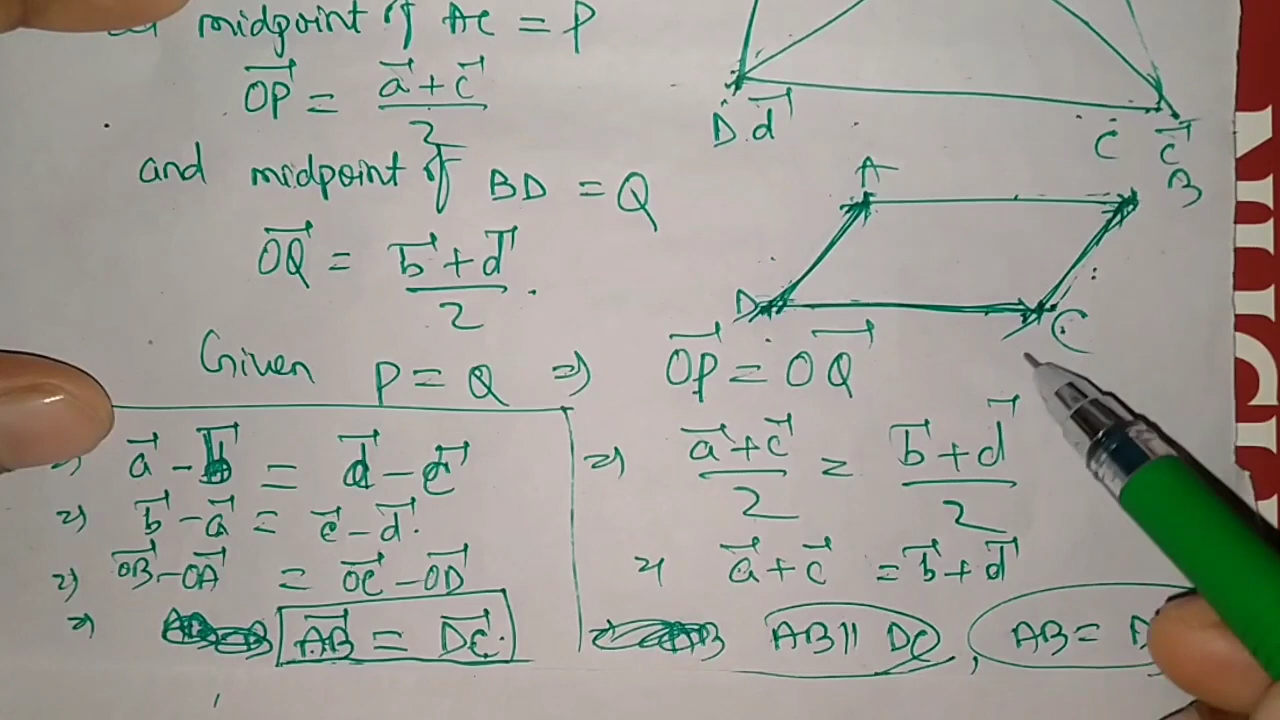 midpoint of AC = P
OP⃗ = (a⃗ + c⃗)/2
and midpoint of BD = Q
OQ⃗ = (b⃗ + d⃗)/2 .
Given P = Q ⇒ OP⃗ = OQ⃗
⇒ (a⃗ + c⃗)/2 = (b⃗ + d⃗)/2
⇒ a⃗ + c⃗ = b⃗ + d⃗
⇒ a⃗ - b⃗ = d⃗ - c⃗
⇒ b⃗ - a⃗ = c⃗ - d⃗ .
⇒ OB⃗ - OA⃗ = OC⃗ - OD⃗
⇒ AB⃗ = DC⃗ .
AB || DC , AB = D
D . d⃗
C c⃗
A
B
D
C